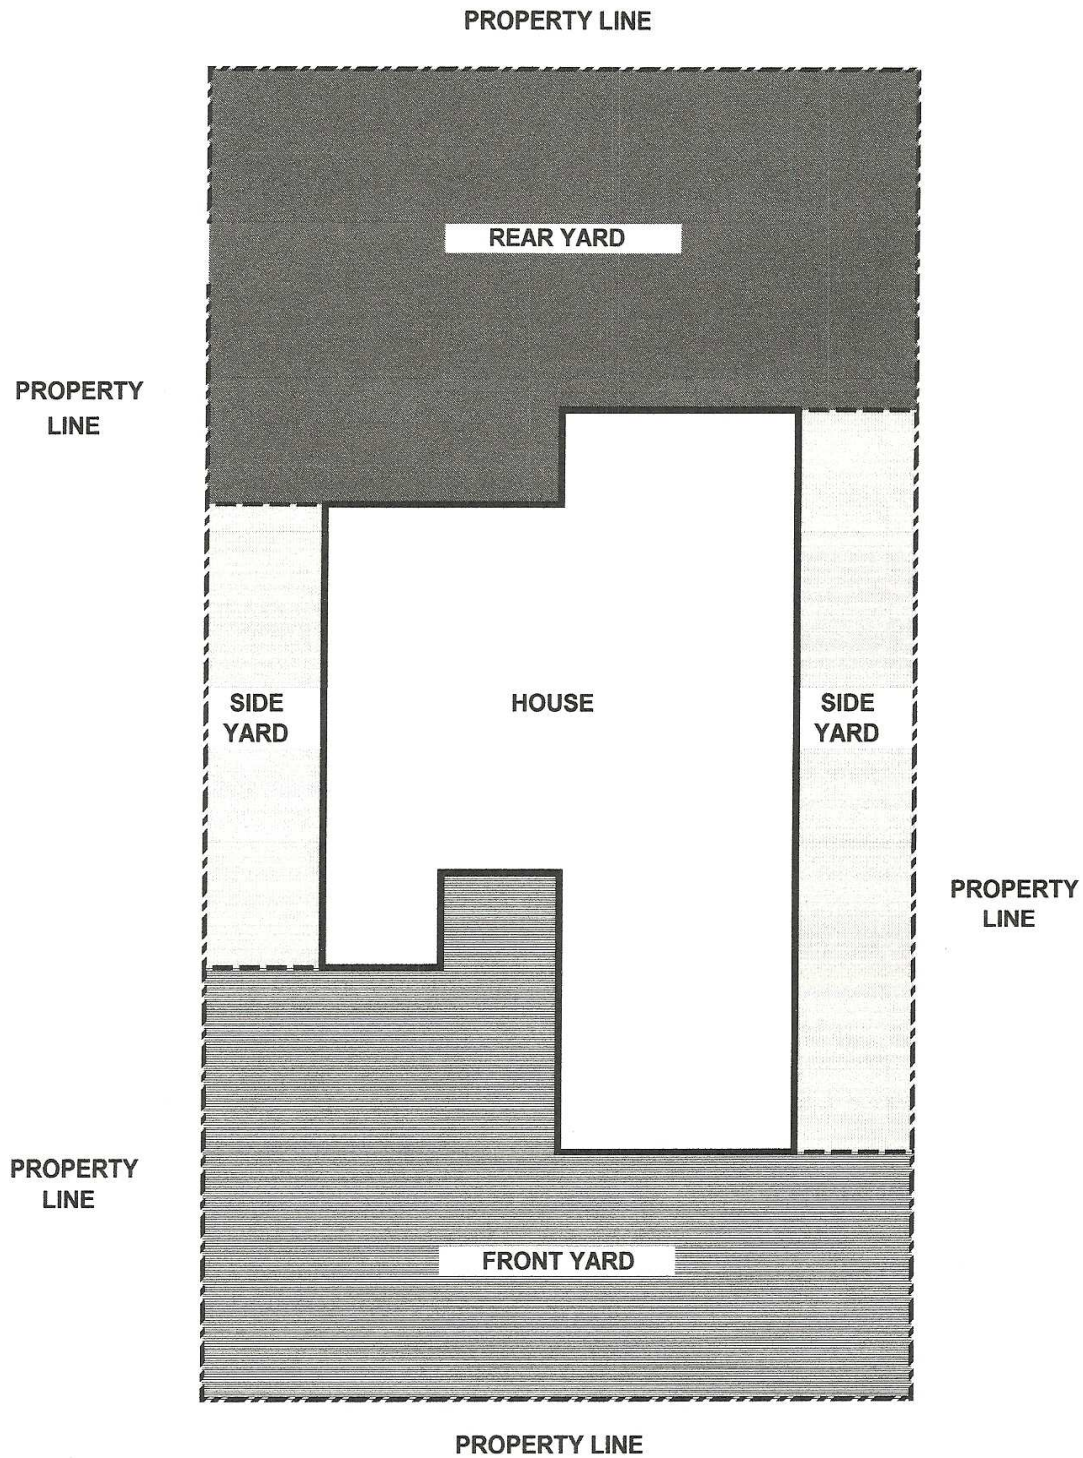 PROPERTY LINE
REAR YARD
PROPERTY
LINE
SIDE
YARD
HOUSE
SIDE
YARD
PROPERTY
LINE
PROPERTY
LINE
FRONT YARD
PROPERTY LINE